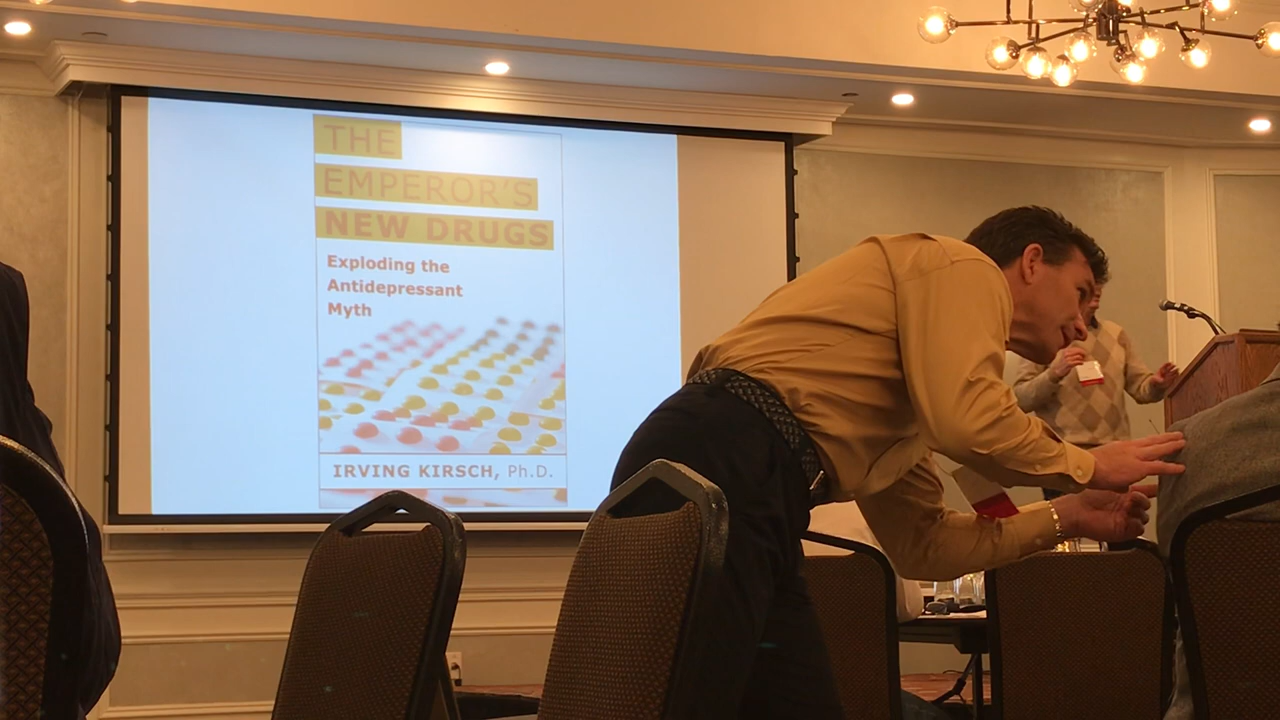 THE
EMPEROR'S
NEW DRUGS
Exploding the
Antidepressant
Myth
IRVING KIRSCH, Ph.D.